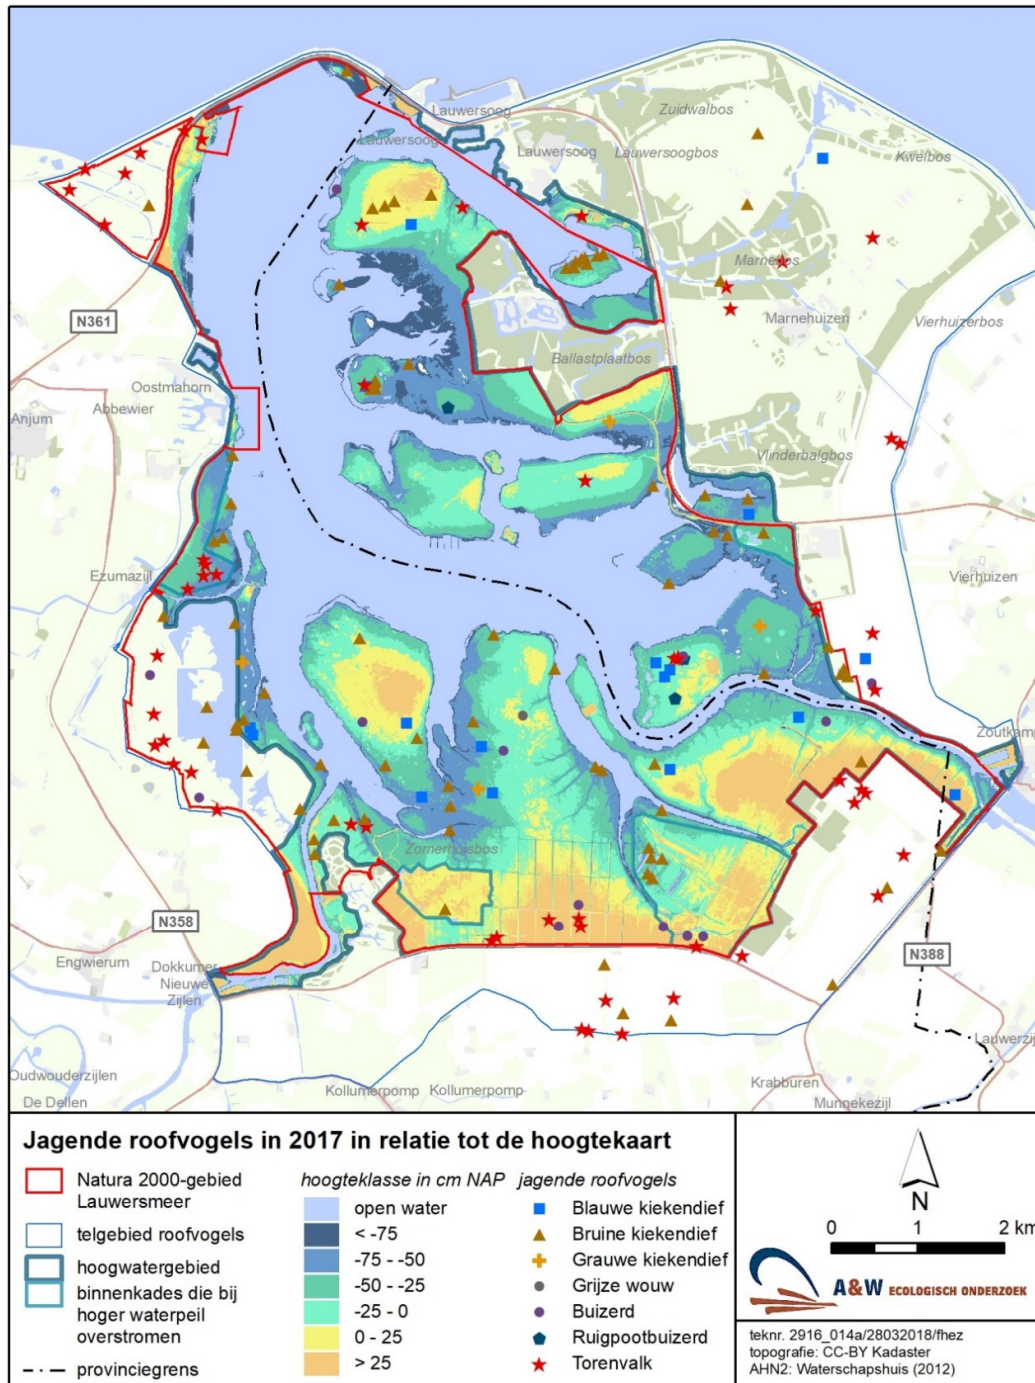 Lauwersoog
Zuidwalbos
Lauwersoog
Lauwersoog
Lauwersoogbos
Kwelbos
Marnebos
N361
Marnehuizen
Vierhuizerbos
Ballastplaatbos
Oostmahorn
Anjum
Abbewier
Vlinderbalgbos
Ezumazijl
Vierhuizen
Zoutkamp
Zomerhuisbos
N358
Engwierum
Dokkumer
Nieuwe
Zijlen
N388
Lauwerzijl
Oudwouderzijlen
Kollumerpomp
Kollumerpomp
Krabburen
De Dellen
Munnekezijl
Jagende roofvogels in 2017 in relatie tot de hoogtekaart
Natura 2000-gebied
Lauwersmeer
telgebied roofvogels
hoogwatergebied
binnenkades die bij
hoger waterpeil
overstromen
provinciegrens
hoogteklasse in cm NAP
open water
< -75
-75 - -50
-50 - -25
-25 - 0
0 - 25
> 25
jagende roofvogels
Blauwe kiekendief
Bruine kiekendief
Grauwe kiekendief
Grijze wouw
Buizerd
Ruigpootbuizerd
Torenvalk
N
0 1 2 km
A&W ECOLOGISCH ONDERZOEK
teknr. 2916_014a/28032018/fhez
topografie: CC-BY Kadaster
AHN2: Waterschapshuis (2012)